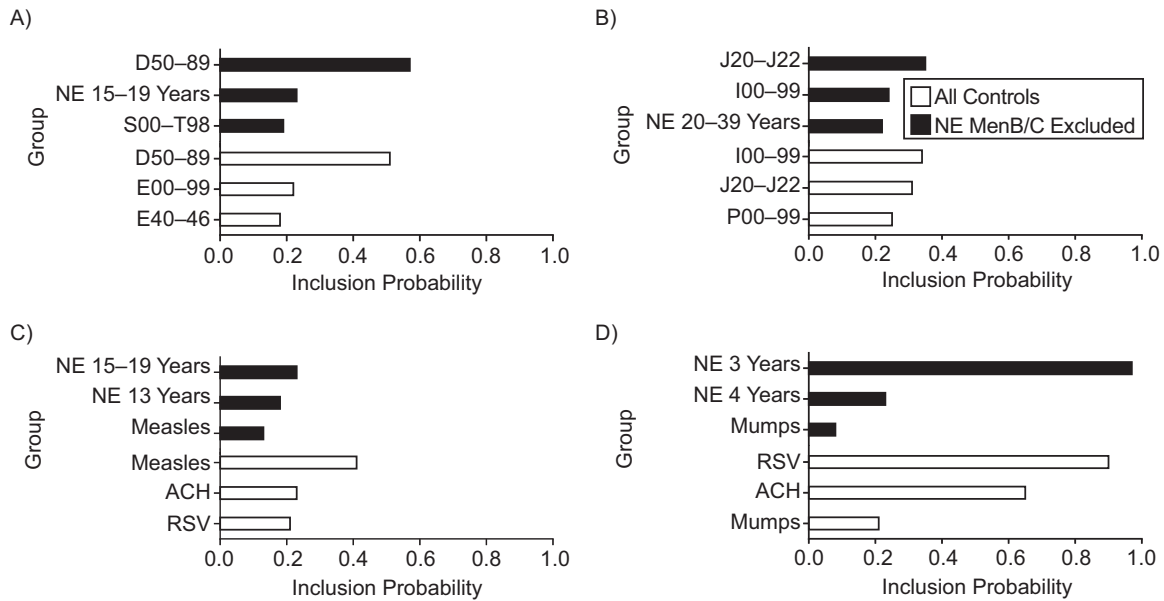 A)
Group
D50–89
NE 15–19 Years
S00–T98
D50–89
E00–99
E40–46
0.0 0.2 0.4 0.6 0.8 1.0
Inclusion Probability
B)
Group
J20–J22
I00–99
NE 20–39 Years
I00–99
J20–J22
P00–99
All Controls
NE MenB/C Excluded
0.0 0.2 0.4 0.6 0.8 1.0
Inclusion Probability
C)
Group
NE 15–19 Years
NE 13 Years
Measles
Measles
ACH
RSV
0.0 0.2 0.4 0.6 0.8 1.0
Inclusion Probability
D)
Group
NE 3 Years
NE 4 Years
Mumps
RSV
ACH
Mumps
0.0 0.2 0.4 0.6 0.8 1.0
Inclusion Probability